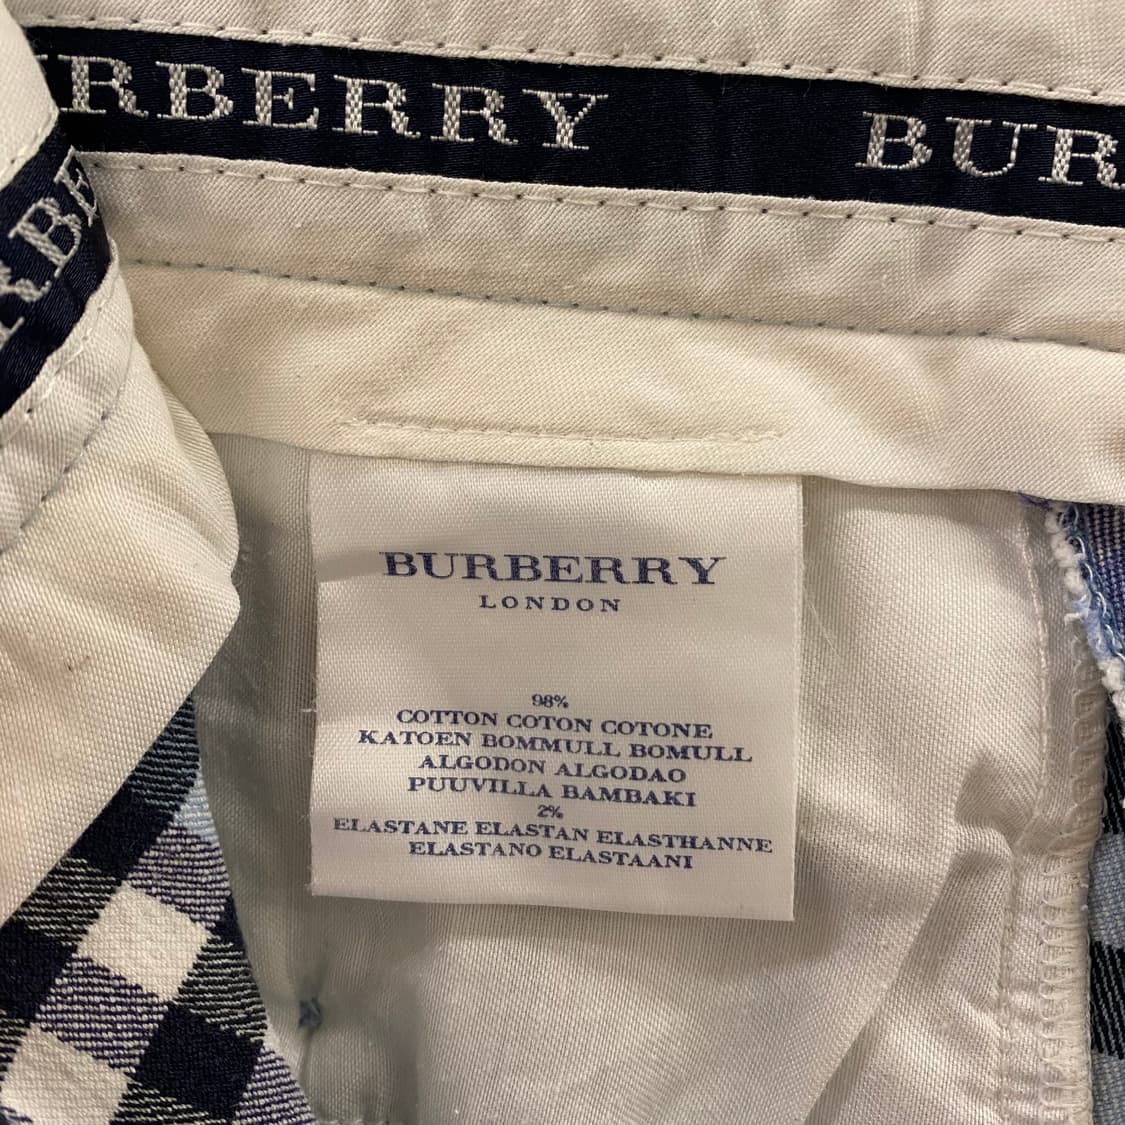 URBERRY BUR
RBE
BURBERRY
LONDON
98%
COTTON COTON COTONE
KATOEN BOMMULL BOMULL
ALGODON ALGODAO
PUUVILLA BAMBAKI
2%
ELASTANE ELASTAN ELASTHANNE
ELASTANO ELASTAANI